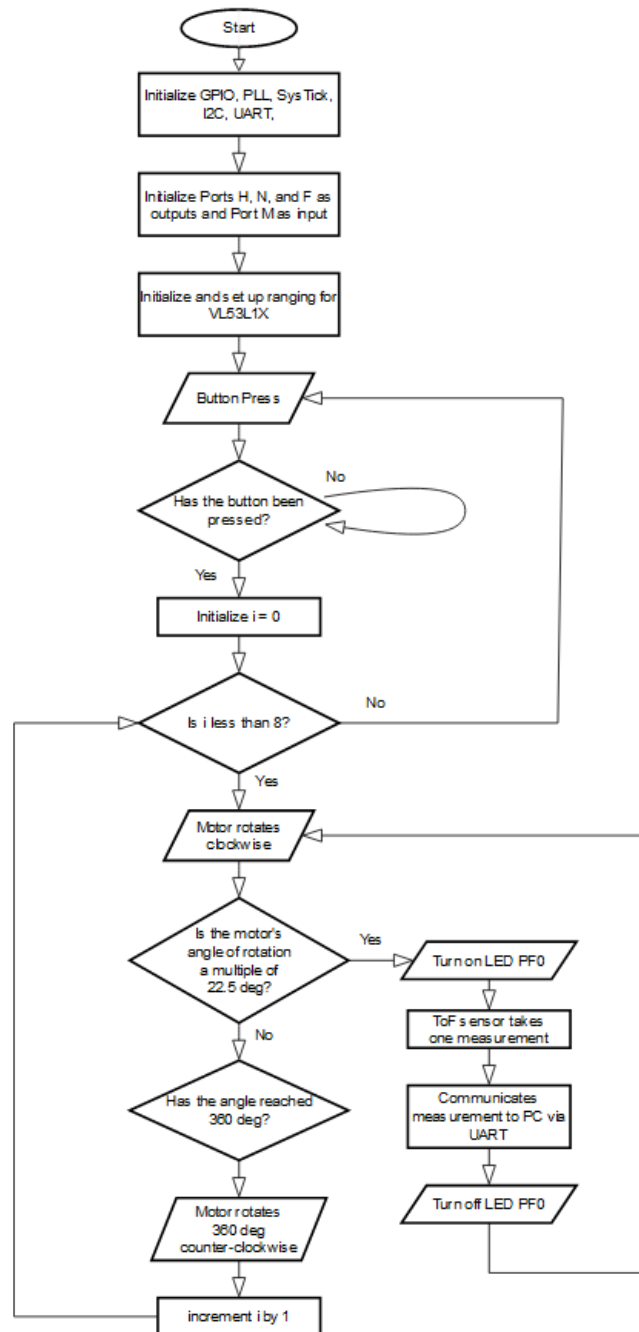 Start
Initialize GPIO, PLL, SysTick,
I2C, UART,
Initialize Ports H, N, and F as
outputs and Port M as input
Initialize and set up ranging for
VL53L1X
Button Press
No
Has the button been
pressed?
Yes
Initialize i = 0
Is i less than 8?
No
Yes
Motor rotates
clockwise
Is the motor's
angle of rotation
a multiple of
22.5 deg?
Yes
Turn on LED PF0
ToF sensor takes
one measurement
No
Has the angle reached
360 deg?
Communicates
measurement to PC via
UART
Motor rotates
360 deg
counter-clockwise
Turn off LED PF0
increment i by 1